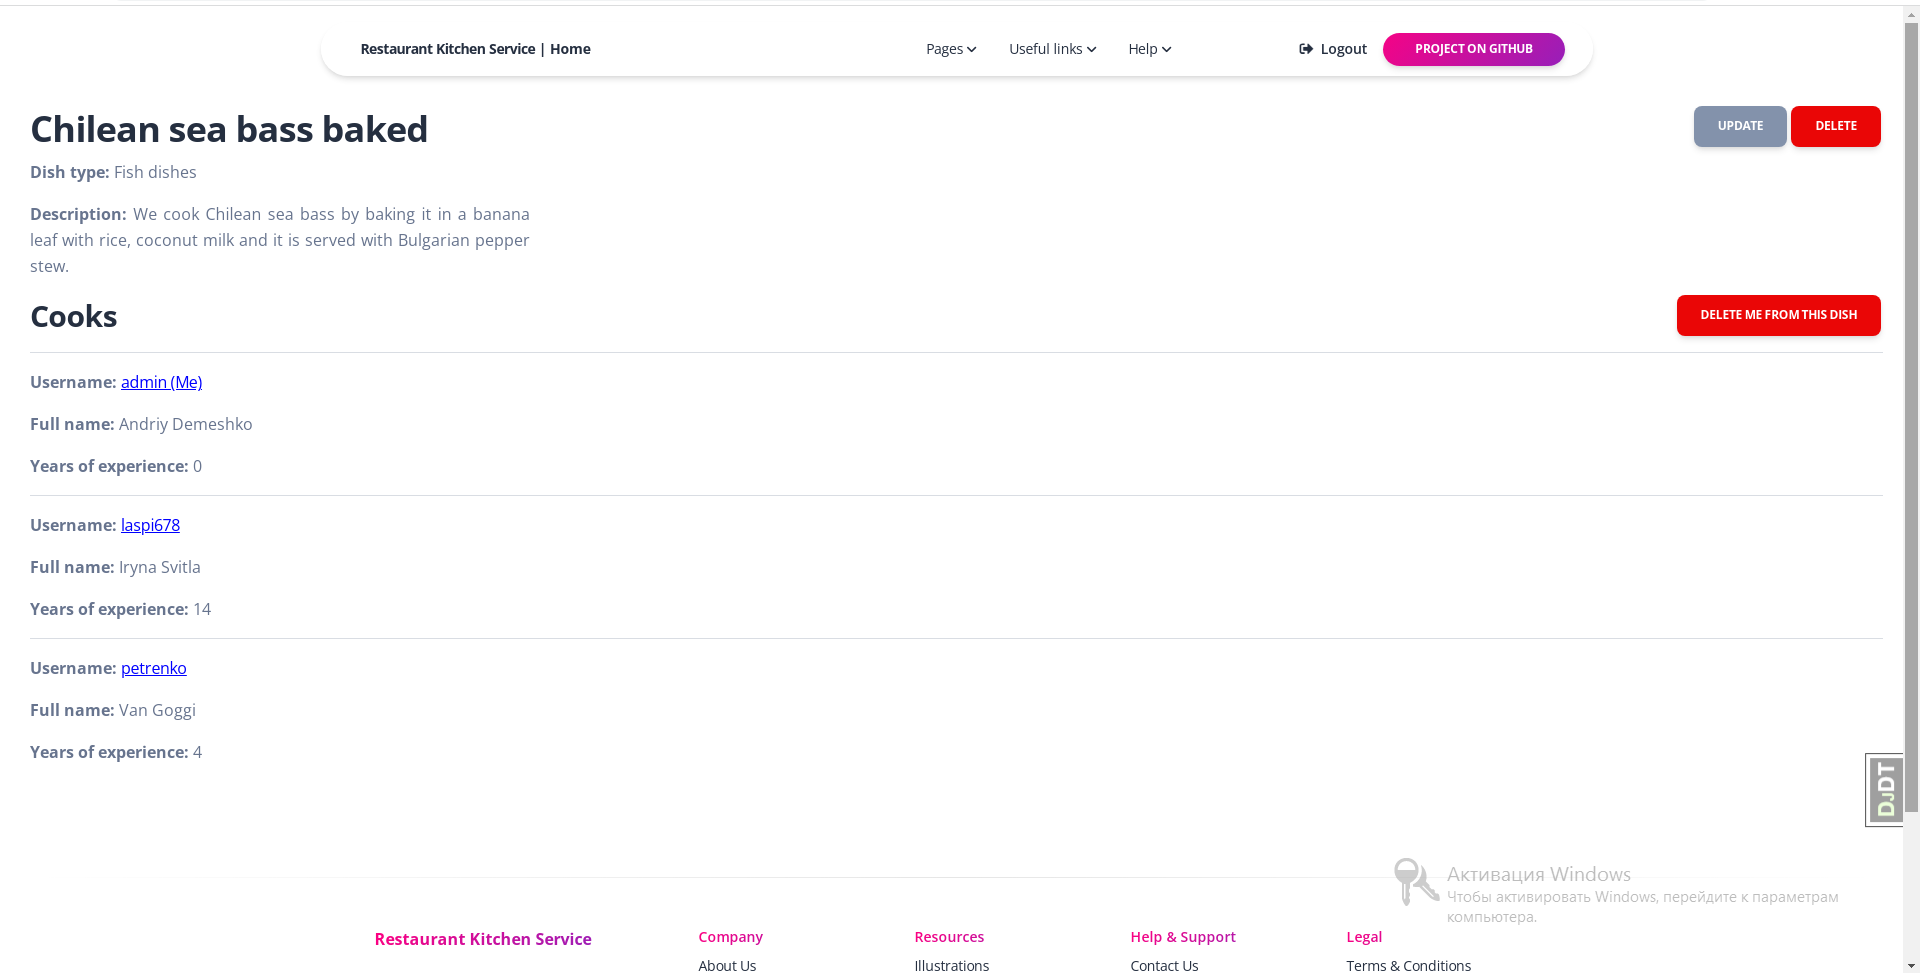 Restaurant Kitchen Service | Home
Pages
Useful links
Help
Logout
PROJECT ON GITHUB
Chilean sea bass baked
UPDATE
DELETE
Dish type: Fish dishes
Description: We cook Chilean sea bass by baking it in a banana
leaf with rice, coconut milk and it is served with Bulgarian pepper
stew.
Cooks
DELETE ME FROM THIS DISH
Username: admin (Me)
Full name: Andriy Demeshko
Years of experience: 0
Username: laspi678
Full name: Iryna Svitla
Years of experience: 14
Username: petrenko
Full name: Van Goggi
Years of experience: 4
DJDT
Активация Windows
Чтобы активировать Windows, перейдите к параметрам
компьютера.
Restaurant Kitchen Service
Company
About Us
Resources
Illustrations
Help & Support
Contact Us
Legal
Terms & Conditions